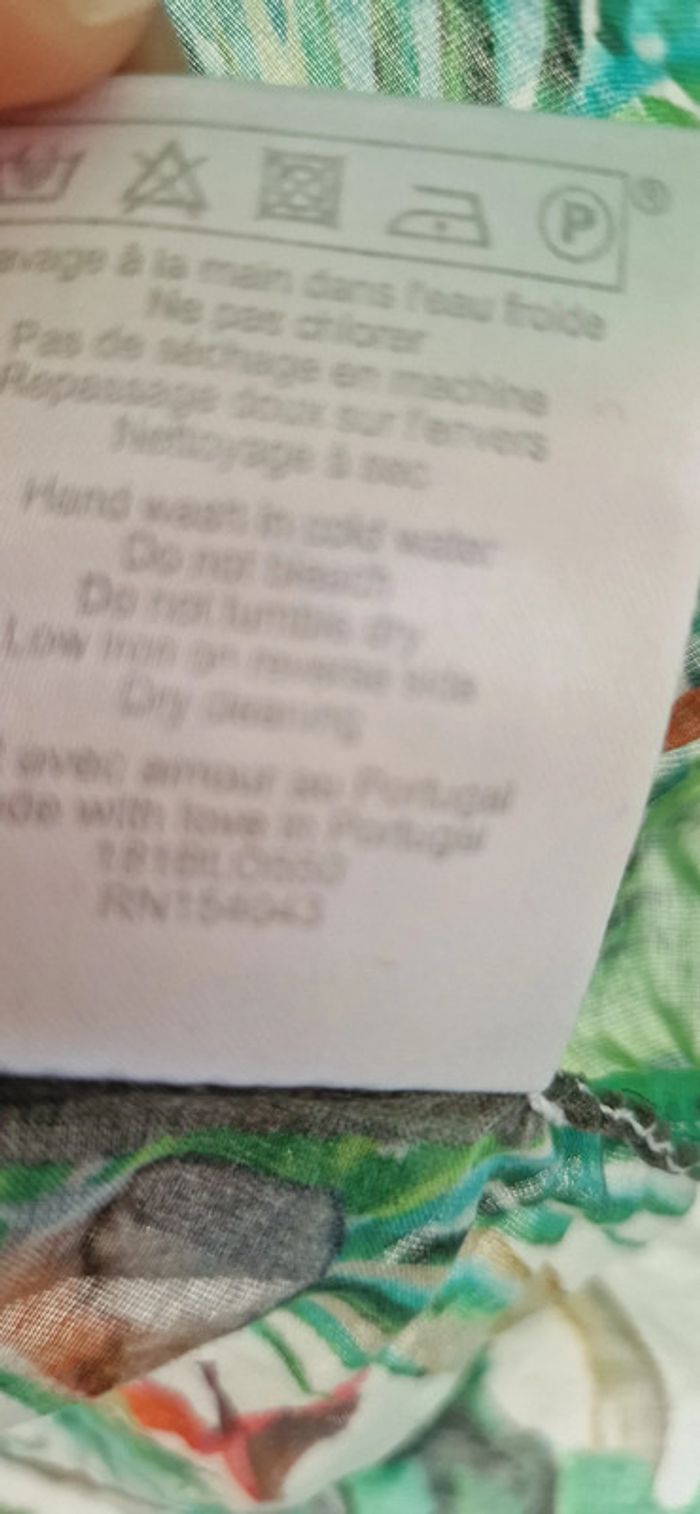 P
à la main dans l'eau froide
Ne pas chlorer
Pas de séchage en machine
Repassage doux sur l'envers
Nettoyage à sec
Hand wash in cold water
Do not bleach
Do not tumble dry
Low iron on reverse side
Dry cleaning
avec amour au Portugal
with love in Portugal
RN154043